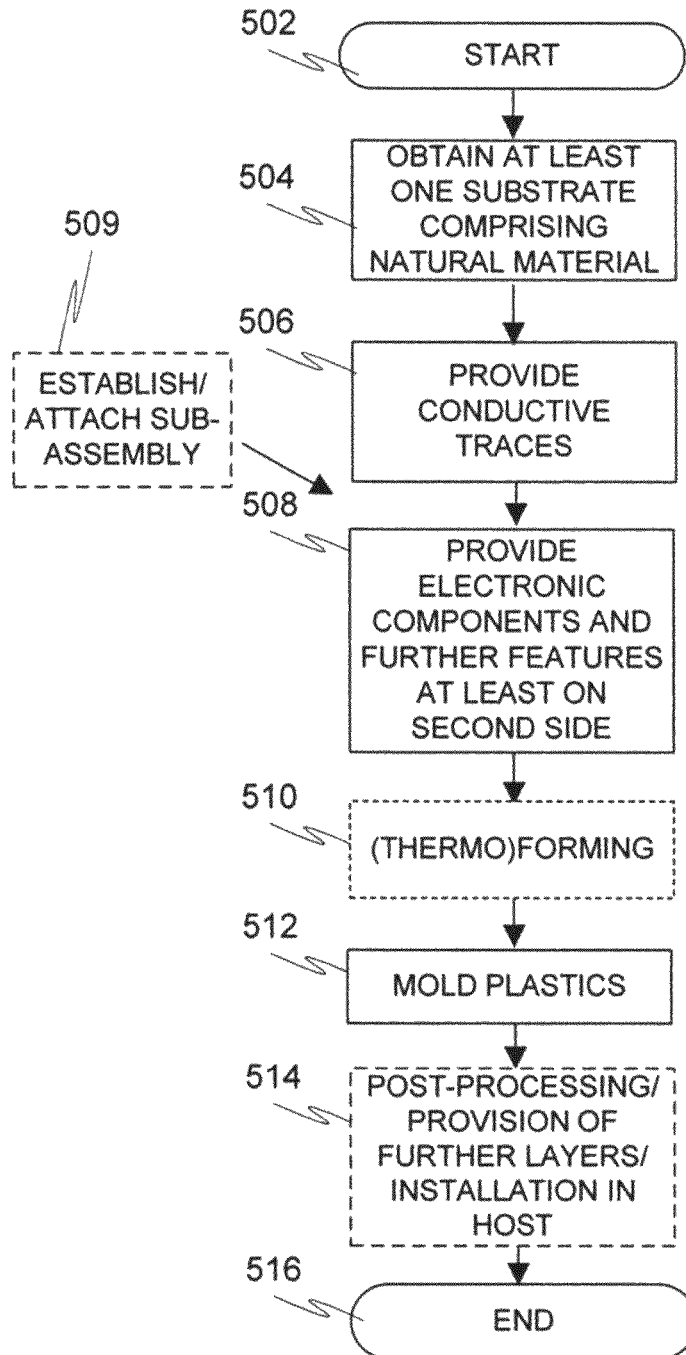 502
START
504
OBTAIN AT LEAST
ONE SUBSTRATE
COMPRISING
NATURAL MATERIAL
509
506
ESTABLISH/
ATTACH SUB-
ASSEMBLY
PROVIDE
CONDUCTIVE
TRACES
508
PROVIDE
ELECTRONIC
COMPONENTS AND
FURTHER FEATURES
AT LEAST ON
SECOND SIDE
510
(THERMO)FORMING
512
MOLD PLASTICS
514
POST-PROCESSING/
PROVISION OF
FURTHER LAYERS/
INSTALLATION IN
HOST
516
END